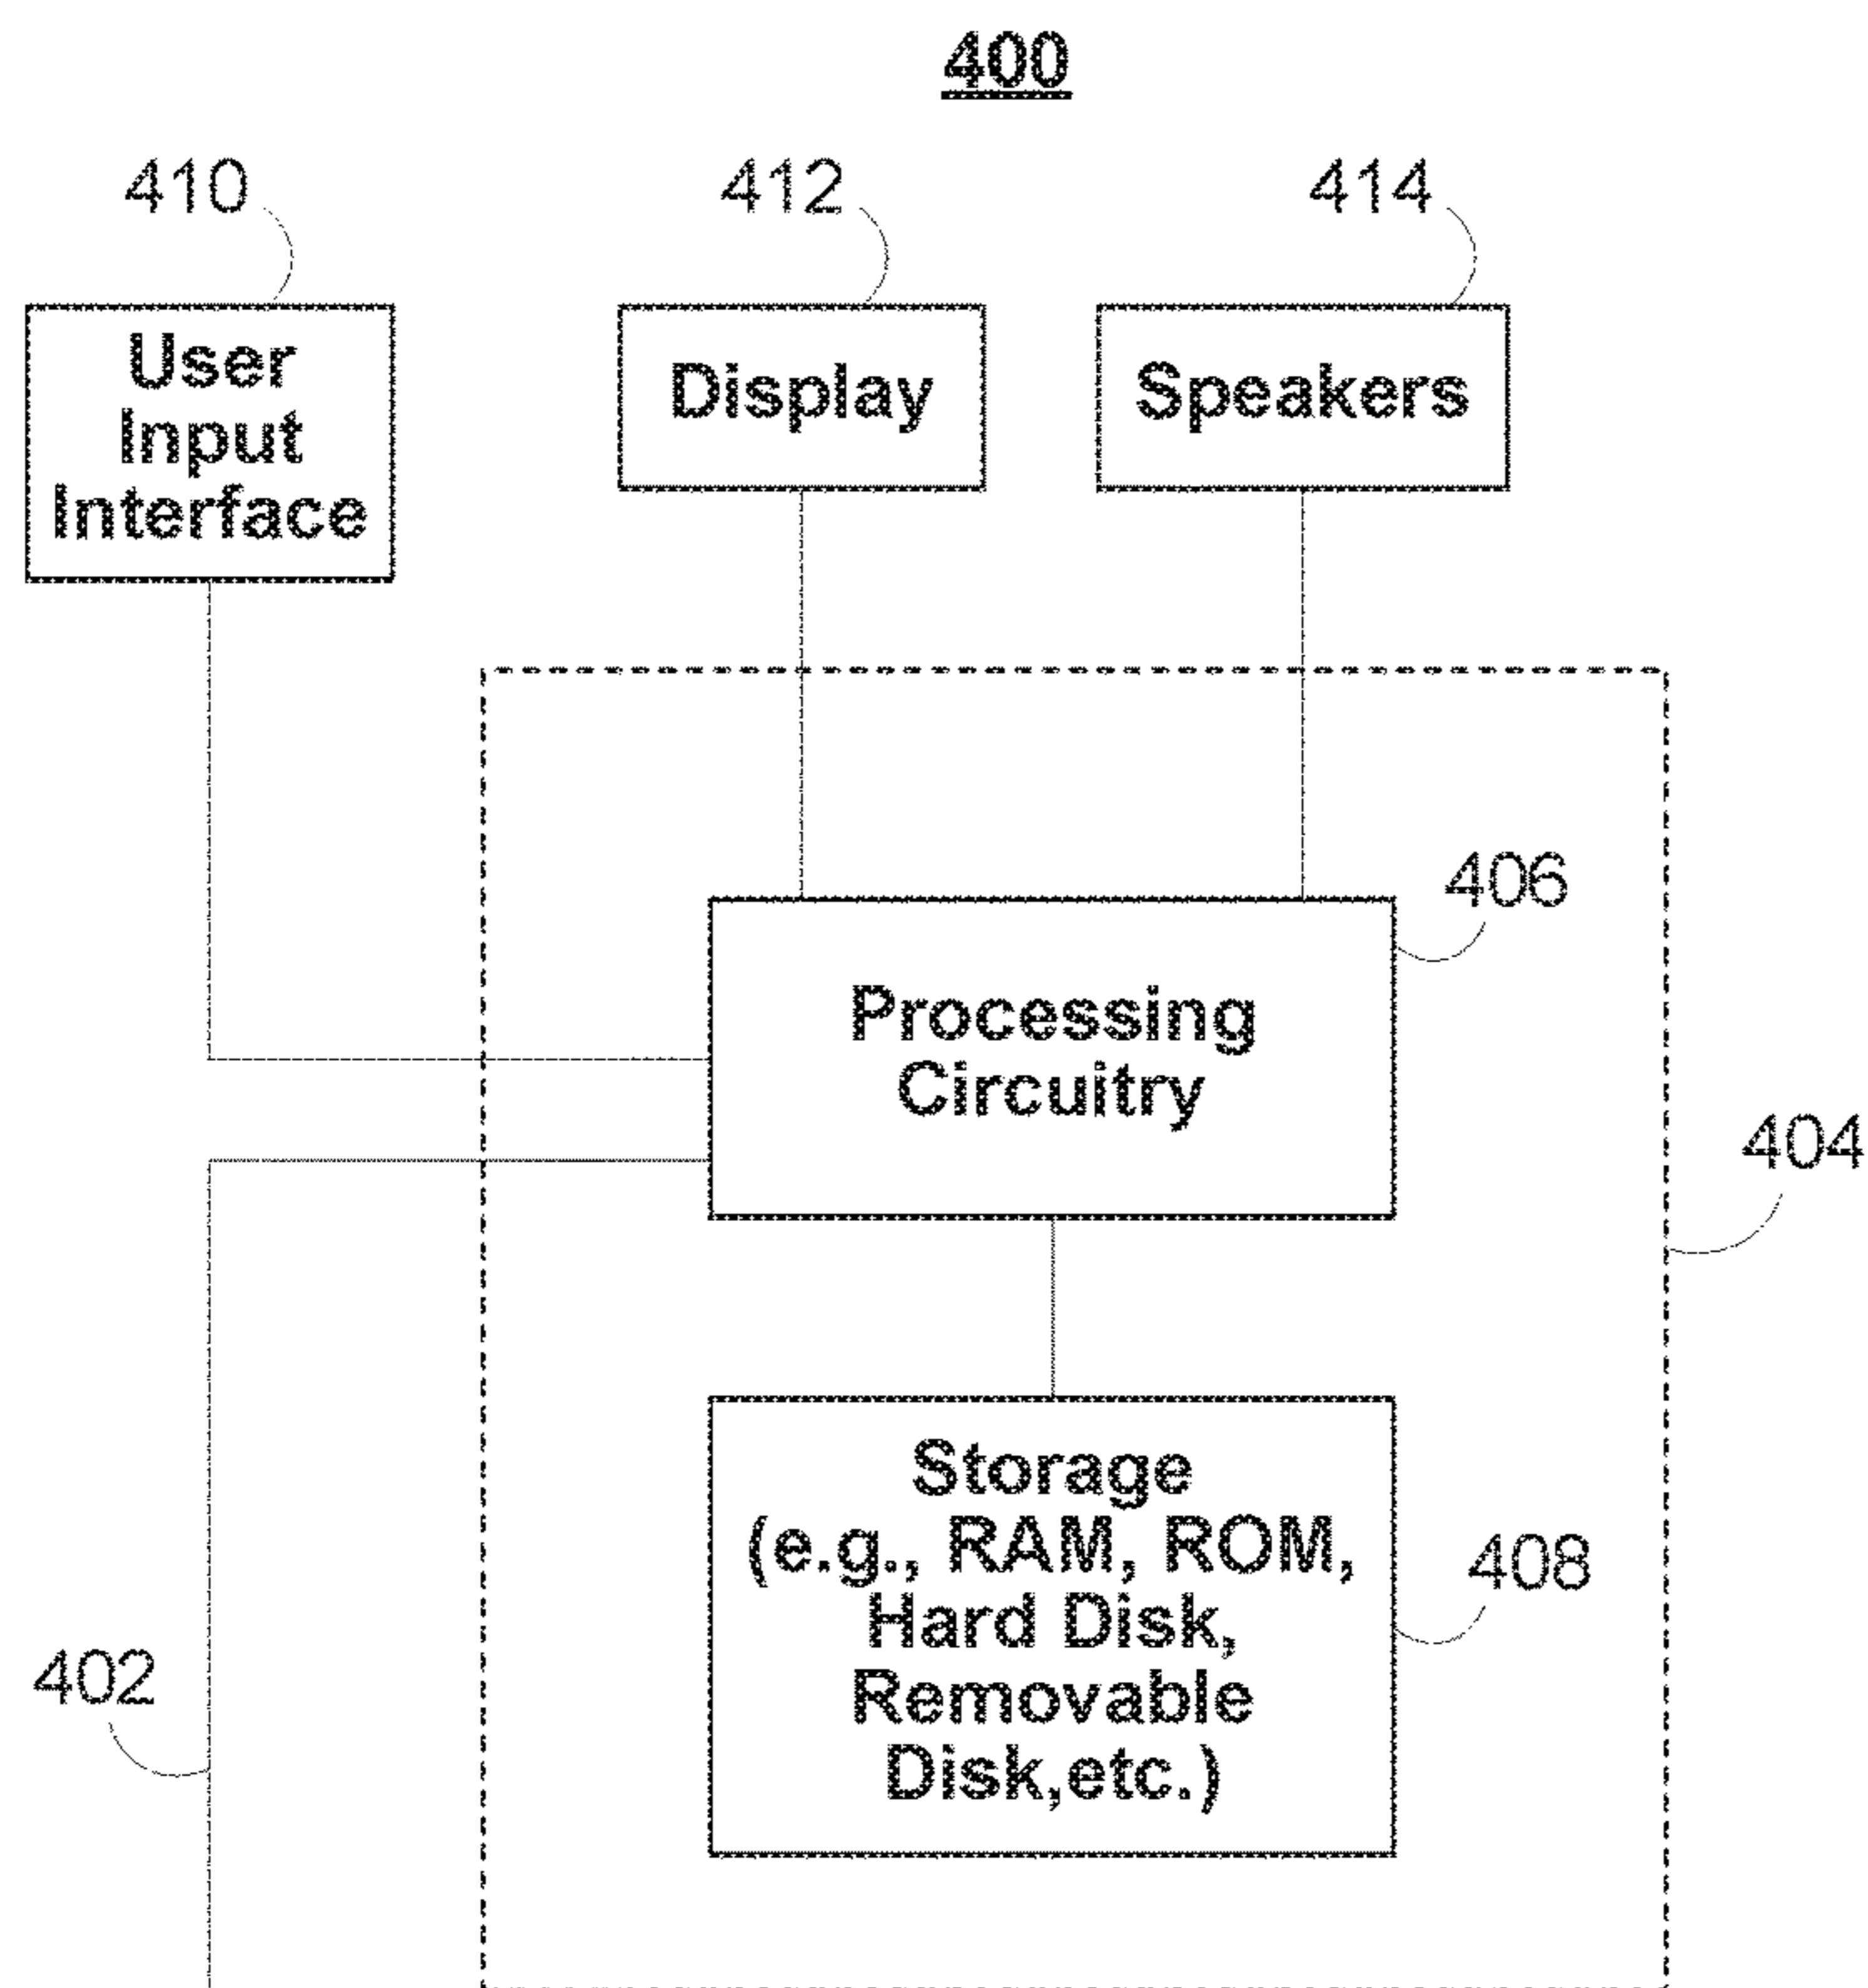 400
410
412
414
User
Input
Interface
Display
Speakers
406
Processing
Circuitry
404
Storage
(e.g., RAM, ROM,
Hard Disk,
Removable
Disk,etc.)
408
402